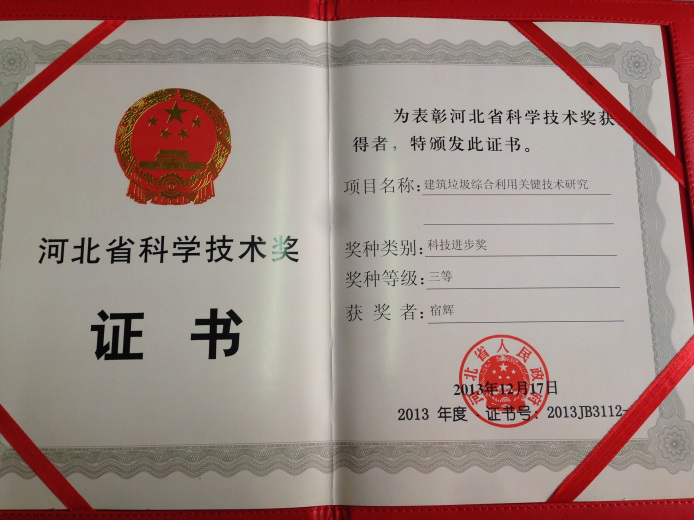 河北省科学技术奖
证书
为表彰河北省科学技术奖获
得者，特颁发此证书。
项目名称：建筑垃圾综合利用关键技术研究
奖种类别：科技进步奖
奖种等级：三等
获奖者：宿辉
河北省人民政府
2013年12月17日
2013 年度·证书号：2013JB3112-